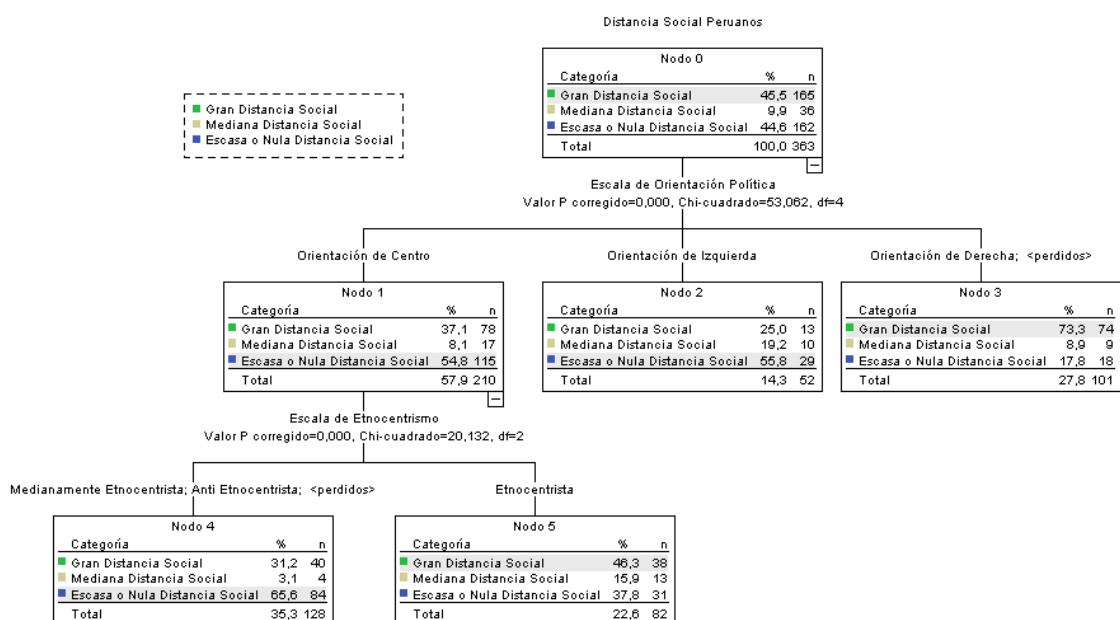 Distancia Social Peruanos
Nodo 0
Categoría % n
Gran Distancia Social 45,5 165
Mediana Distancia Social 9,9 36
Escasa o Nula Distancia Social 44,6 162
Total 100,0 363
Gran Distancia Social
Mediana Distancia Social
Escasa o Nula Distancia Social
Escala de Orientación Política
Valor P corregido=0,000, Chi-cuadrado=53,062, df=4
Orientación de Centro
Orientación de Izquierda
Orientación de Derecha; <perdidos>
Nodo 1
Categoría % n
Gran Distancia Social 37,1 78
Mediana Distancia Social 8,1 17
Escasa o Nula Distancia Social 54,8 115
Total 57,9 210
Nodo 2
Categoría % n
Gran Distancia Social 25,0 13
Mediana Distancia Social 19,2 10
Escasa o Nula Distancia Social 55,8 29
Total 14,3 52
Nodo 3
Categoría % n
Gran Distancia Social 73,3 74
Mediana Distancia Social 8,9 9
Escasa o Nula Distancia Social 17,8 18
Total 27,8 101
Escala de Etnocentrismo
Valor P corregido=0,000, Chi-cuadrado=20,132, df=2
Medianamente Etnocentrista; Anti Etnocentrista; <perdidos>
Etnocentrista
Nodo 4
Categoría % n
Gran Distancia Social 31,2 40
Mediana Distancia Social 3,1 4
Escasa o Nula Distancia Social 65,6 84
Total 35,3 128
Nodo 5
Categoría % n
Gran Distancia Social 46,3 38
Mediana Distancia Social 15,9 13
Escasa o Nula Distancia Social 37,8 31
Total 22,6 82